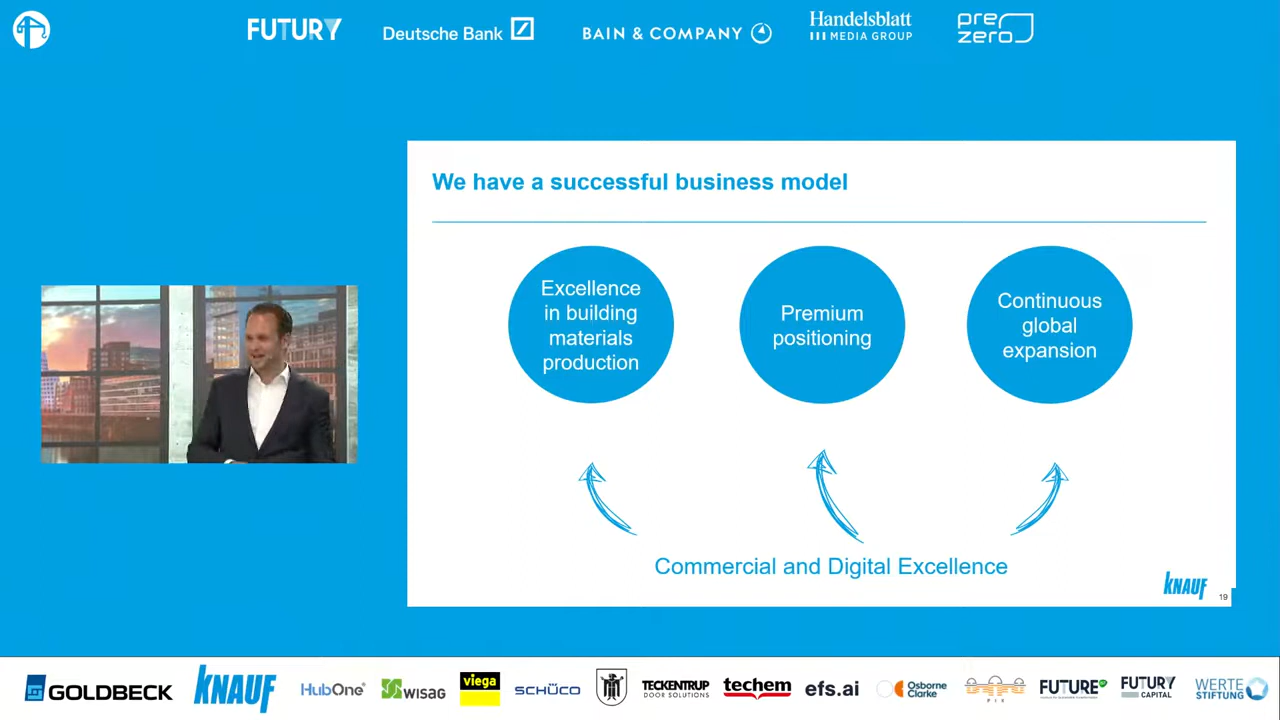 FUTURY
Deutsche Bank
BAIN & COMPANY
Handelsblatt
MEDIA GROUP
pre
zero
We have a successful business model
Excellence
in building
materials
production
Premium
positioning
Continuous
global
expansion
Commercial and Digital Excellence
KNAUF
19
GOLDBECK
KNAUF
HubOne
WISAG
viega
SCHÜCO
TECKENTRUP
DOOR SOLUTIONS
techem
efs.ai
Osborne
Clarke
FUTURE
FUTURY
CAPITAL
WERTE
STIFTUNG